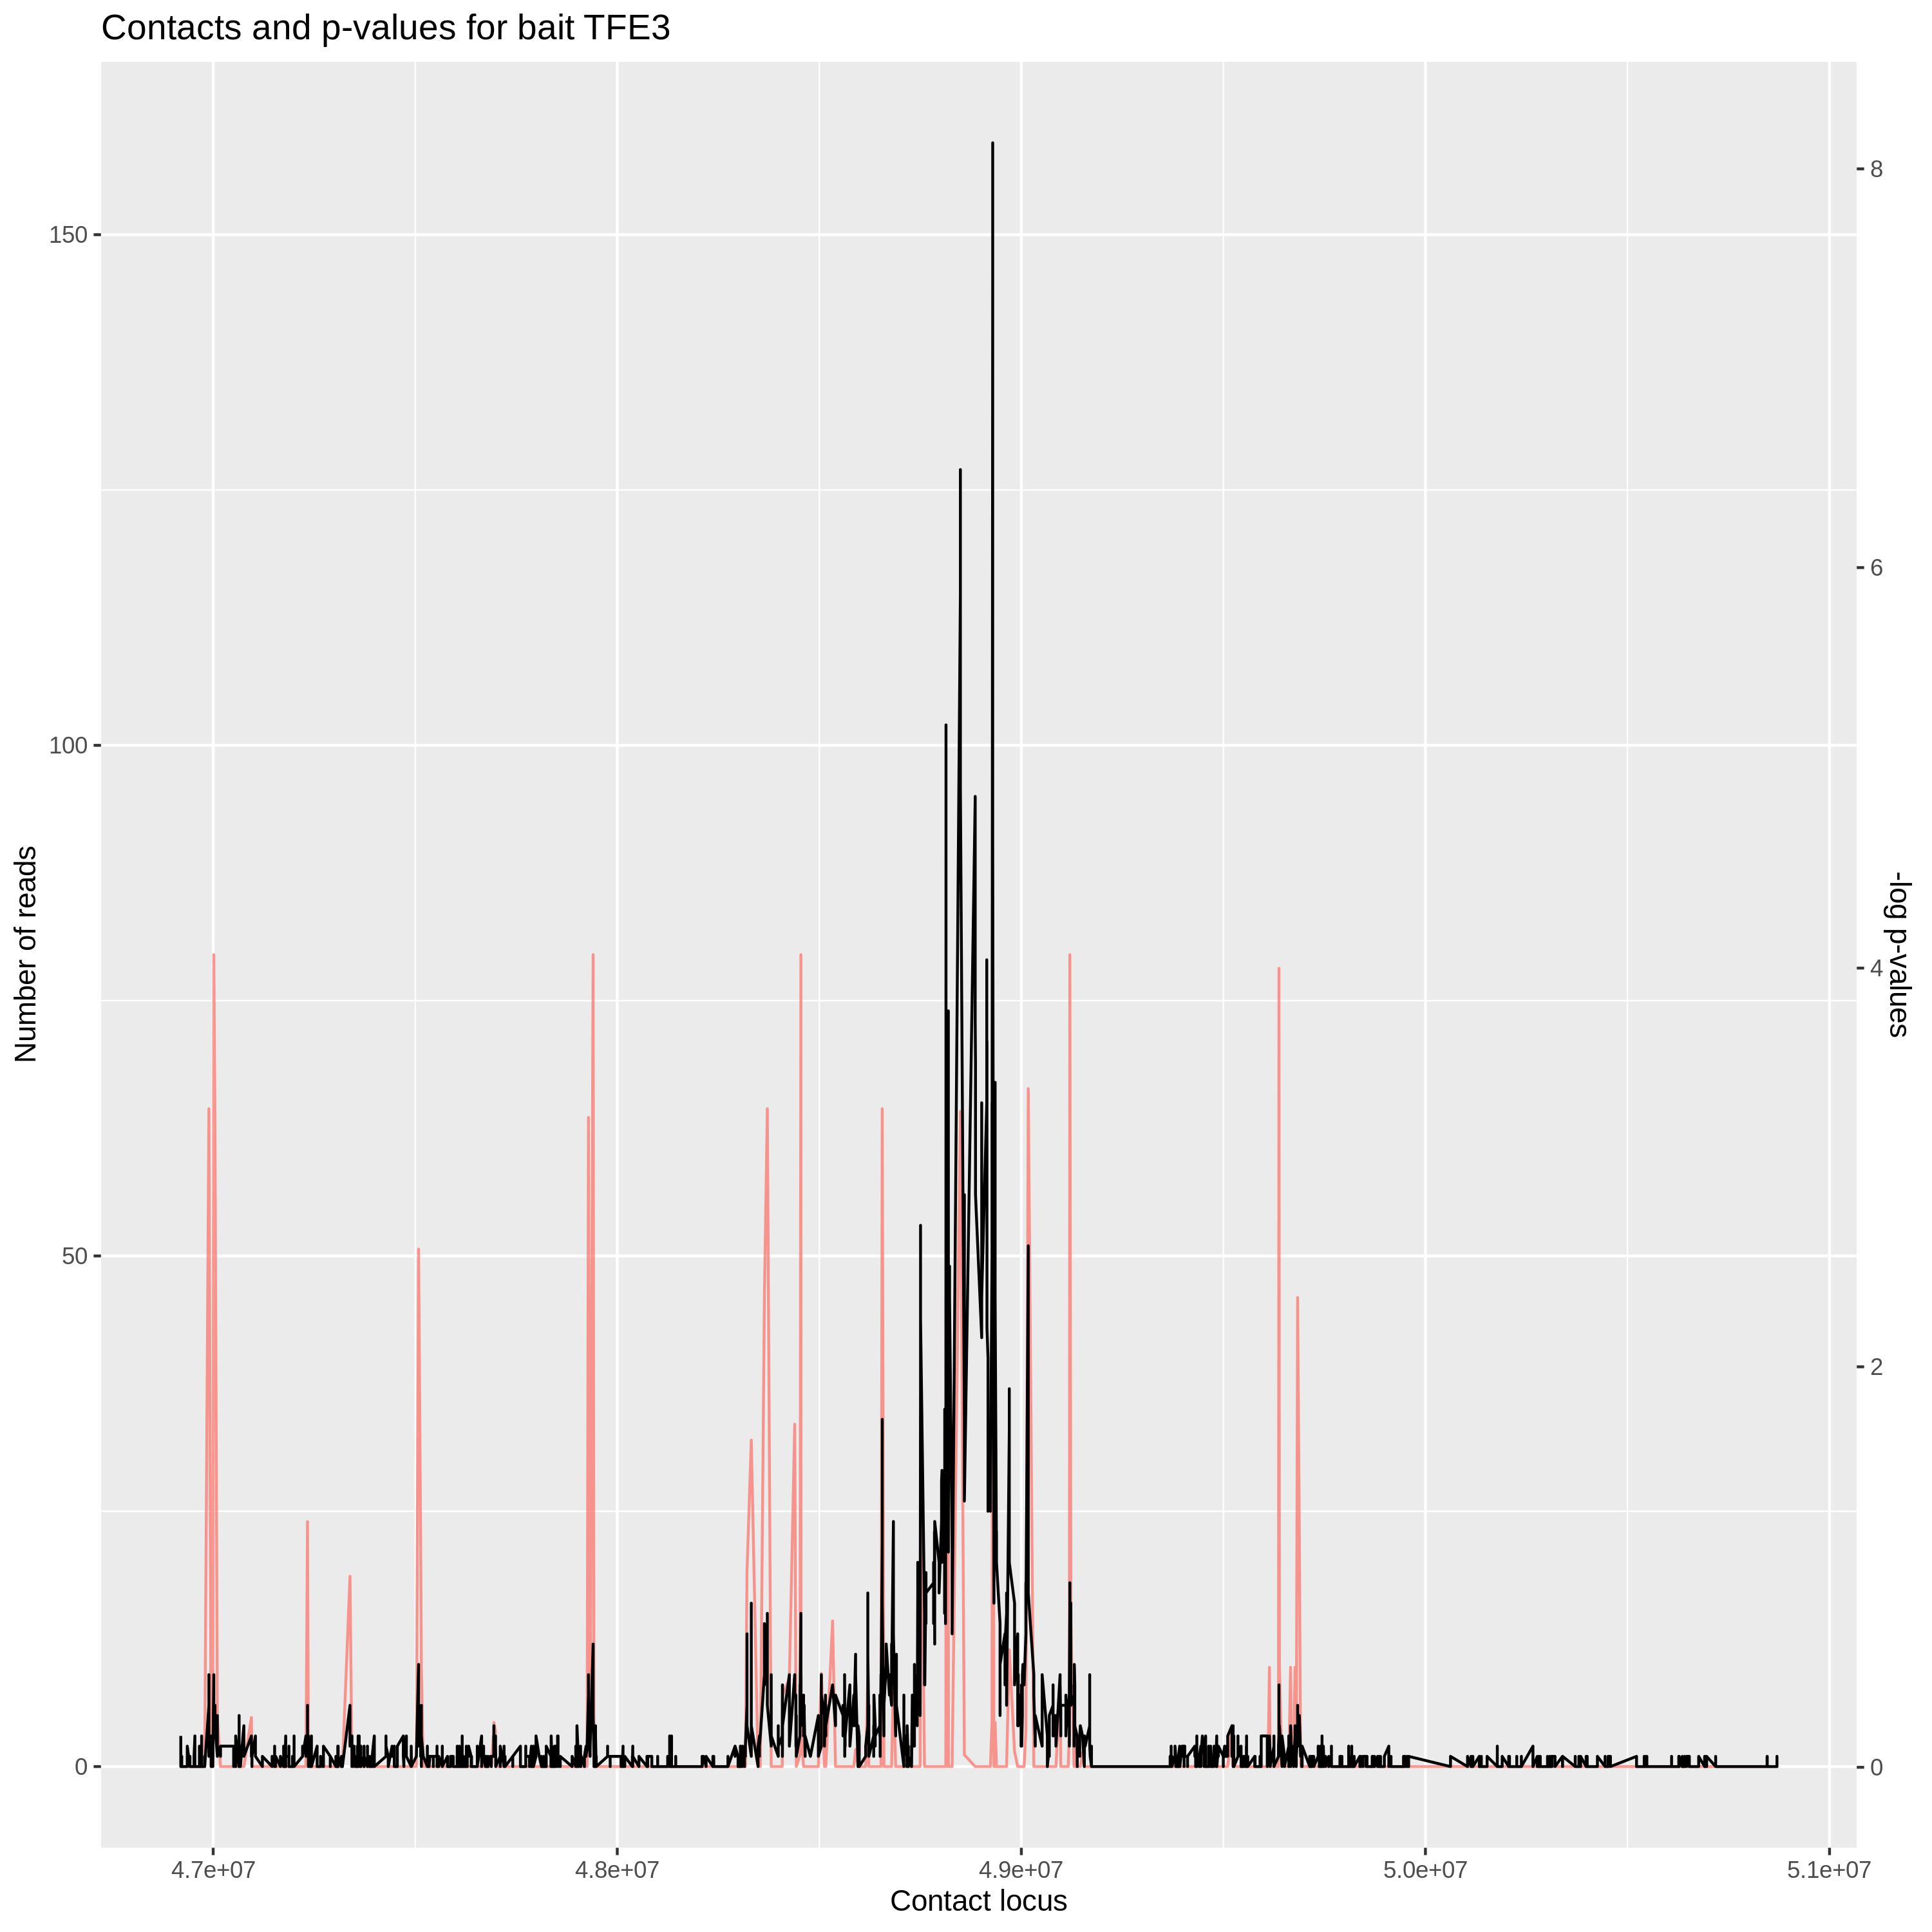 Contacts and p-values for bait TFE3
150
100
50
0
8
6
4
2
0
Number of reads
-log p-values
4.7e+07
4.8e+07
4.9e+07
5.0e+07
5.1e+07
Contact locus